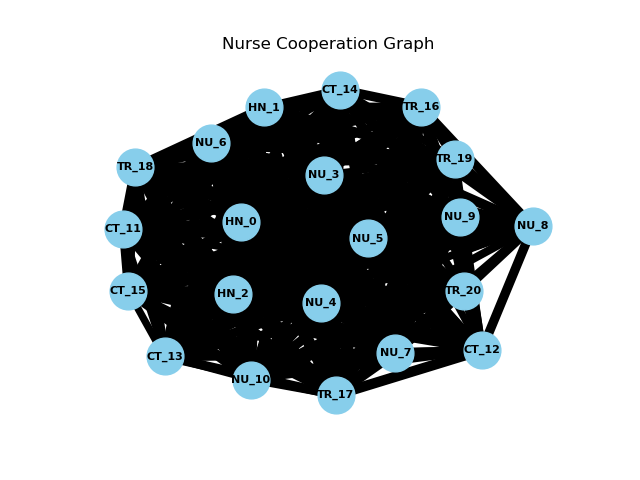 Nurse Cooperation Graph
CT_14
HN_1
TR_16
NU_6
TR_19
TR_18
NU_3
NU_9
HN_0
NU_8
CT_11
NU_5
CT_15
HN_2
TR_20
NU_4
CT_12
NU_7
CT_13
NU_10
TR_17